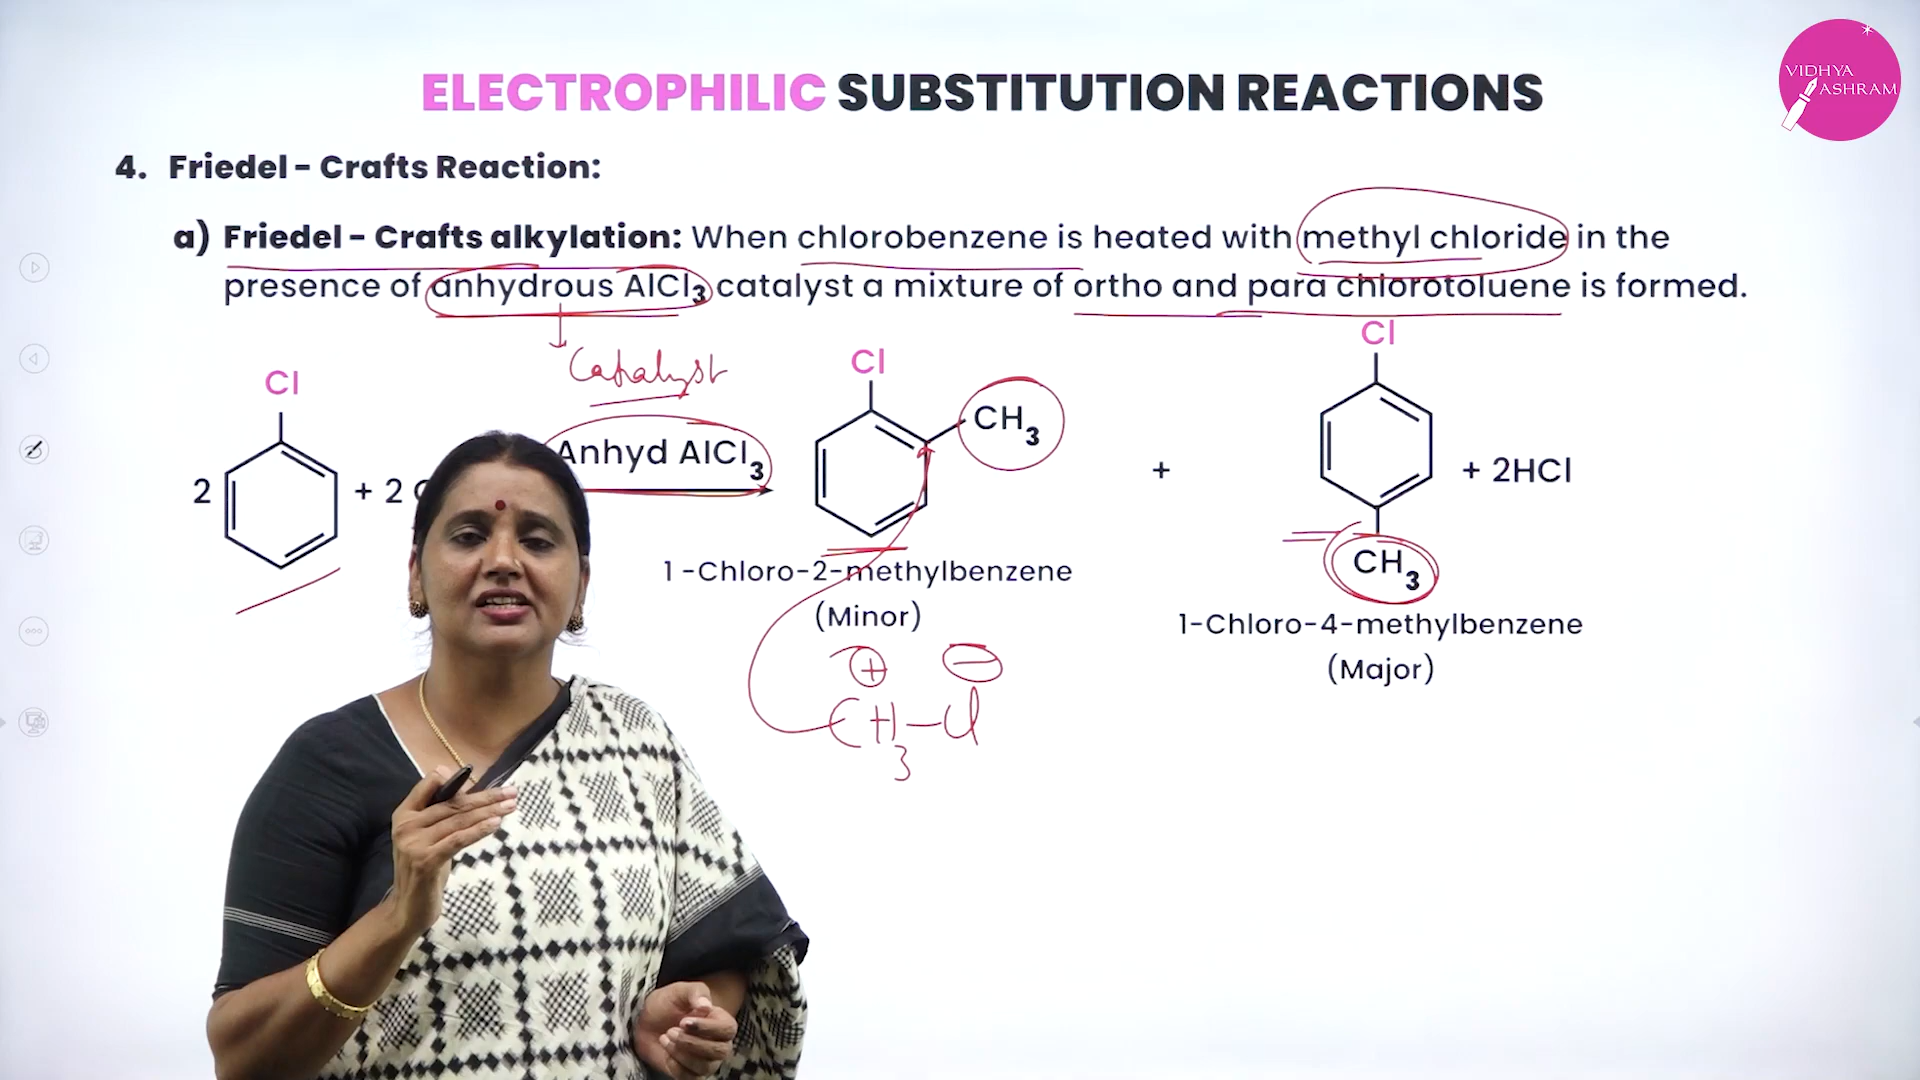 VIDHYA
ASHRAM
ELECTROPHILIC SUBSTITUTION REACTIONS
4. Friedel - Crafts Reaction:
a) Friedel - Crafts alkylation: When chlorobenzene is heated with methyl chloride in the
presence of anhydrous AlCl3 catalyst a mixture of ortho and para chlorotoluene is formed.
Catalyst
Cl
Cl
Cl
2
+ 2
Anhyd AlCl3
CH3
+
+ 2HCl
CH3
1-Chloro-2-methylbenzene
(Minor)
1-Chloro-4-methylbenzene
(Major)
+ −
CH3–Cl